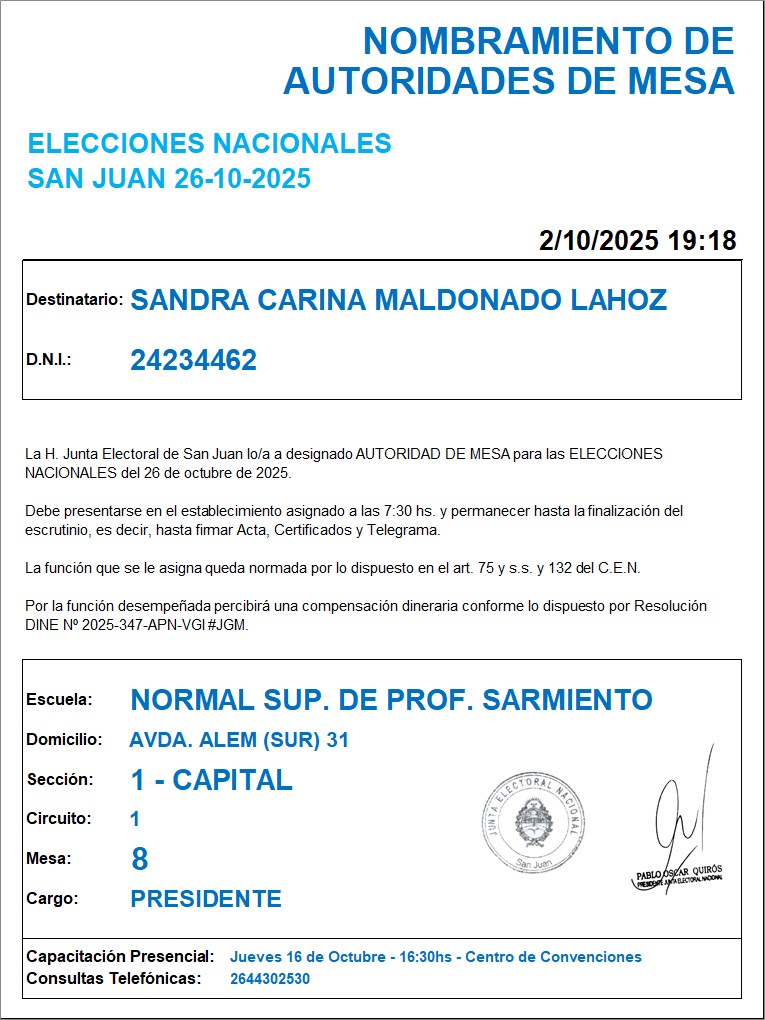 NOMBRAMIENTO DE
AUTORIDADES DE MESA
ELECCIONES NACIONALES
SAN JUAN 26-10-2025
2/10/2025 19:18
Destinatario: SANDRA CARINA MALDONADO LAHOZ
D.N.I.: 24234462
La H. Junta Electoral de San Juan lo/a a designado AUTORIDAD DE MESA para las ELECCIONES
NACIONALES del 26 de octubre de 2025.
Debe presentarse en el establecimiento asignado a las 7:30 hs. y permanecer hasta la finalización del
escrutinio, es decir, hasta firmar Acta, Certificados y Telegrama.
La función que se le asigna queda normada por lo dispuesto en el art. 75 y s.s. y 132 del C.E.N.
Por la función desempeñada percibirá una compensación dineraria conforme lo dispuesto por Resolución
DINE Nº 2025-347-APN-VGI#JGM.
Escuela: NORMAL SUP. DE PROF. SARMIENTO
Domicilio: AVDA. ALEM (SUR) 31
Sección: 1 - CAPITAL
Circuito: 1
Mesa: 8
Cargo: PRESIDENTE
JUNTA ELECTORAL NACIONAL
San Juan
PABLO OSCAR QUIRÓS
PRESIDENTE JUNTA ELECTORAL NACIONAL
Capacitación Presencial: Jueves 16 de Octubre - 16:30hs - Centro de Convenciones
Consultas Telefónicas: 2644302530